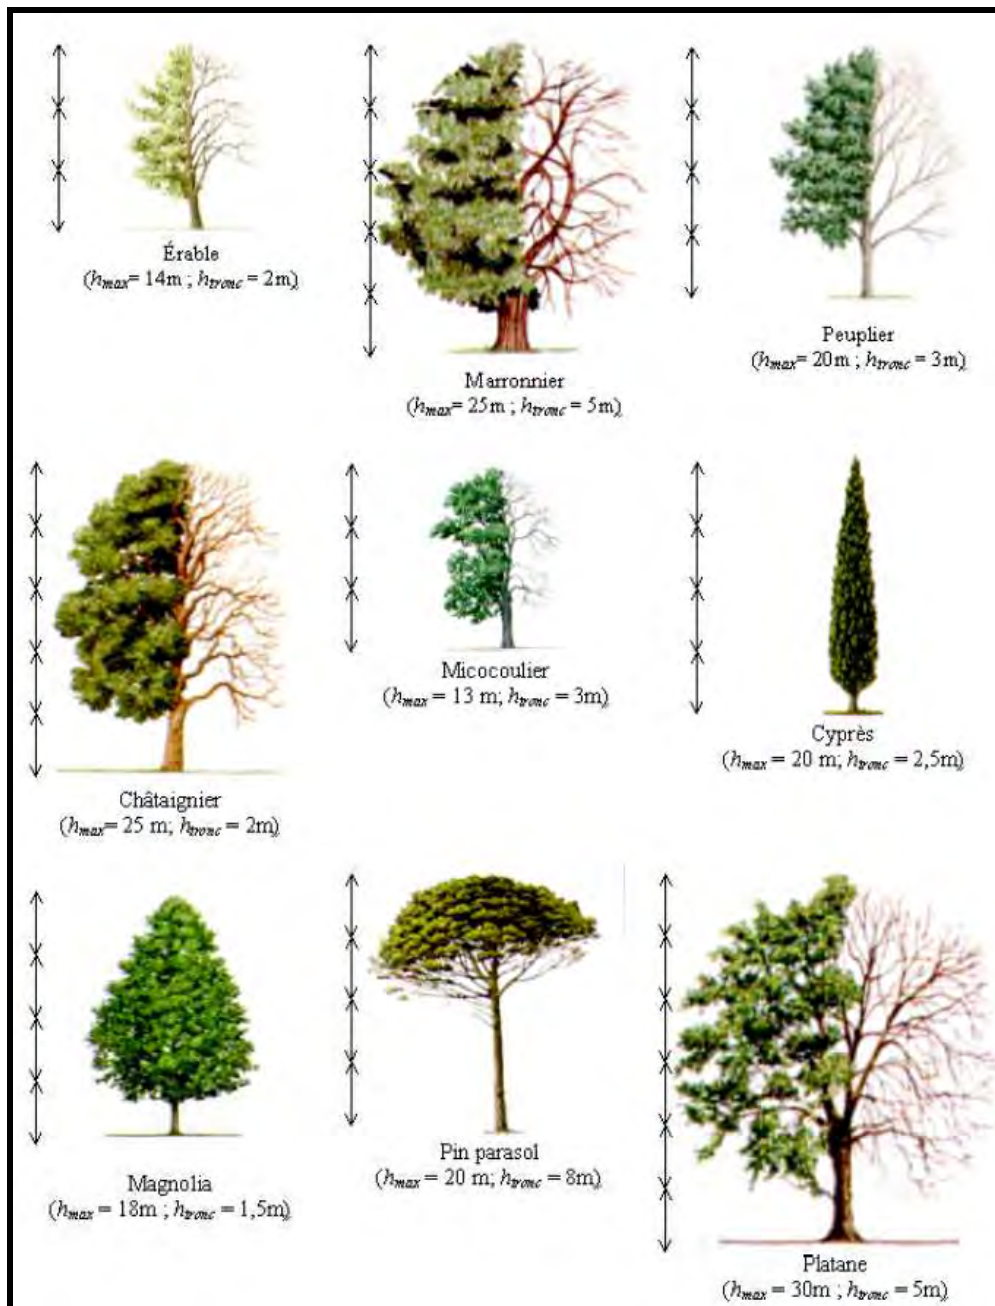 Érable
(hmax= 14m ; htronc = 2m)
Marronnier
(hmax= 25m ; htronc = 5m)
Peuplier
(hmax= 20m ; htronc = 3m)
Châtaignier
(hmax= 25 m; htronc = 2m)
Micocoulier
(hmax = 13 m; htronc = 3m)
Cyprès
(hmax = 20 m; htronc = 2,5m)
Magnolia
(hmax = 18m ; htronc = 1,5m)
Pin parasol
(hmax = 20 m; htronc = 8m)
Platane
(hmax = 30m ; htronc = 5m)